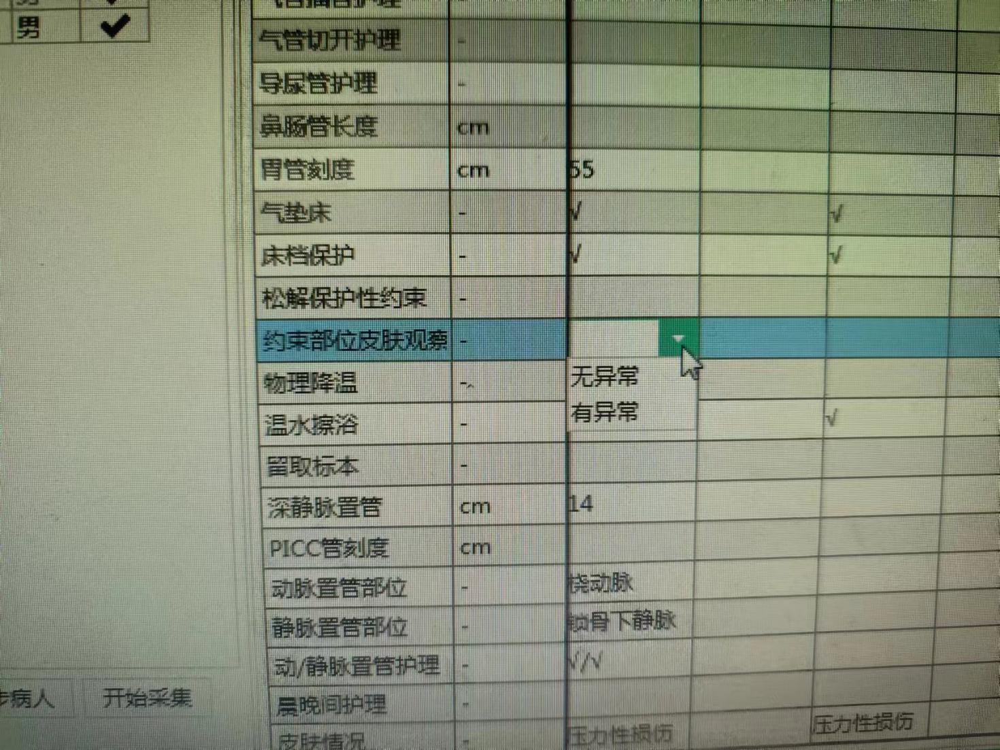 男
气管插管护理 -
气管切开护理 -
导尿管护理 -
鼻肠管长度 cm
胃管刻度 cm 55
气垫床 - √ √
床档保护 - √ √
松解保护性约束 -
约束部位皮肤观察 -
无异常
有异常
物理降温 -
温水擦浴 - √
留取标本 -
深静脉置管 cm 14
PICC管刻度 cm
动脉置管部位 - 桡动脉
静脉置管部位 - 锁骨下静脉
动/静脉置管护理 - √/√
晨晚间护理 -
皮肤情况 - 压力性损伤 压力性损伤
病人 开始采集